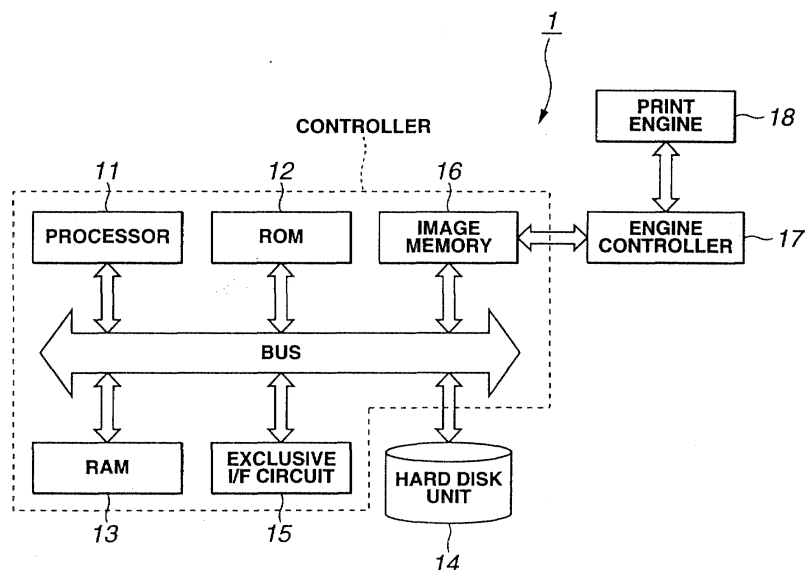 1
PRINT
ENGINE
18
CONTROLLER
11
12
16
PROCESSOR
ROM
IMAGE
MEMORY
ENGINE
CONTROLLER
17
BUS
RAM
EXCLUSIVE
I/F CIRCUIT
HARD DISK
UNIT
13
15
14